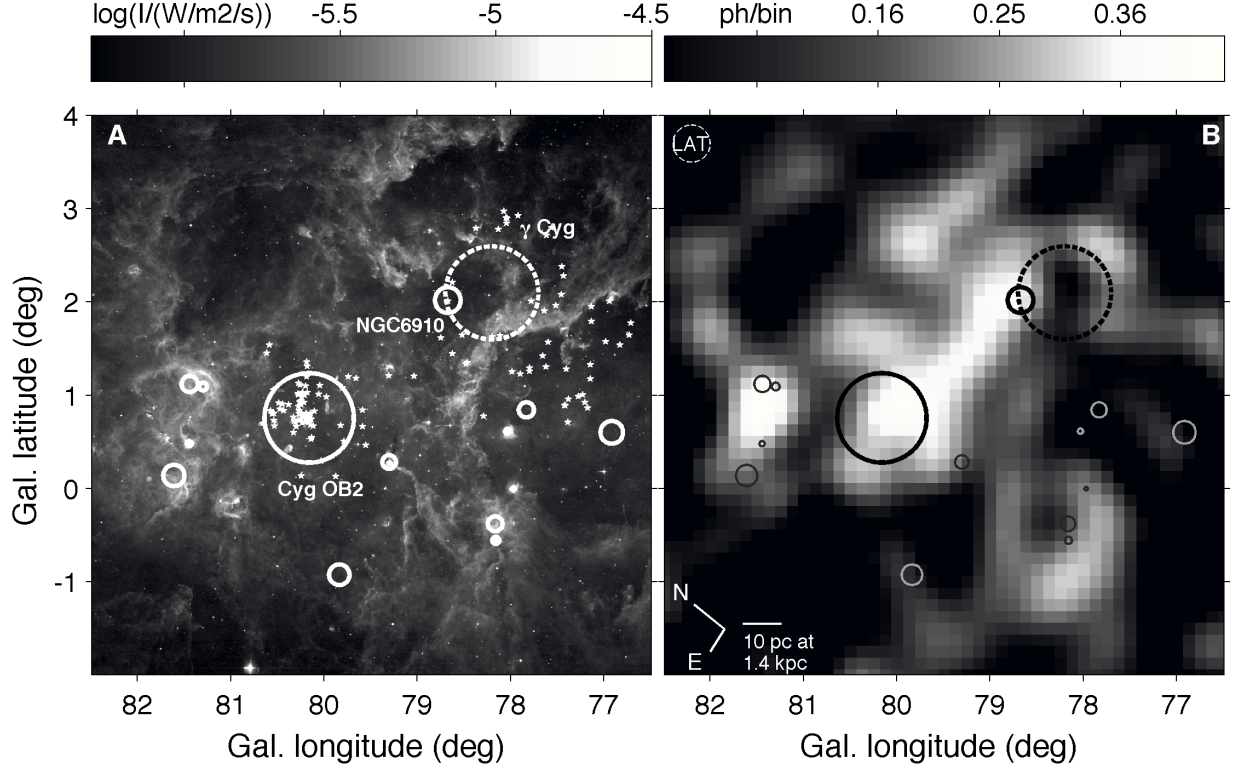 log(I/(W/m2/s)) -5.5 -5 -4.5
ph/bin 0.16 0.25 0.36
A
γ Cyg
NGC6910
Cyg OB2
4
3
2
1
0
-1
Gal. latitude (deg)
82 81 80 79 78 77
Gal. longitude (deg)
LAT
B
N
E
10 pc at
1.4 kpc
82 81 80 79 78 77
Gal. longitude (deg)